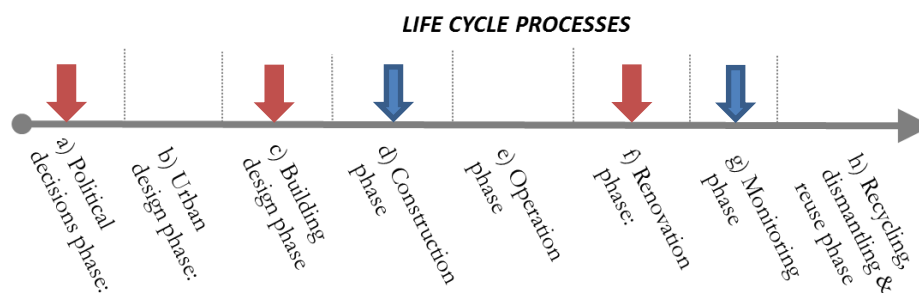 LIFE CYCLE PROCESSES
a) Political
decisions phase:
b) Urban
design phase:
c) Building
design phase
d) Construction
phase
e) Operation
phase
f) Renovation
phase:
g) Monitoring
phase
h) Recycling,
dismantling &
reuse phase